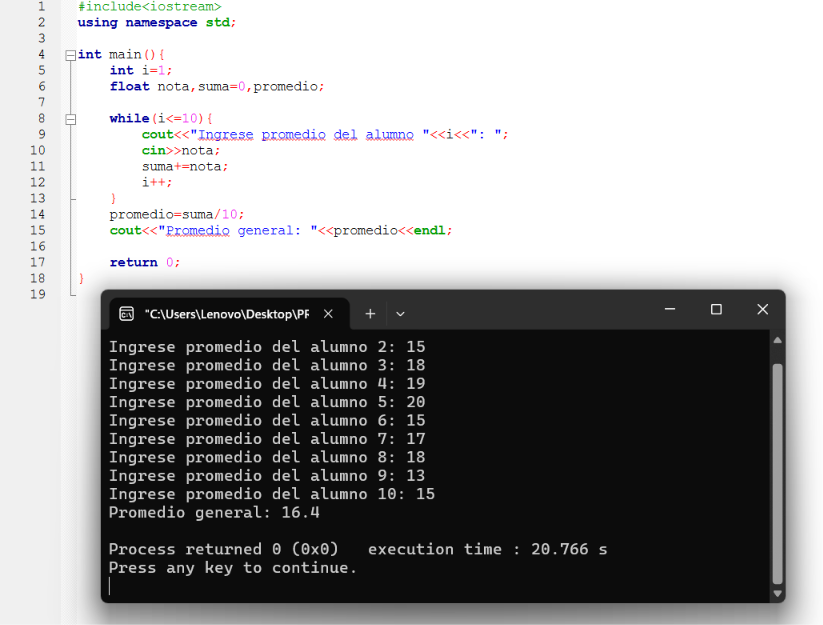 1 #include<iostream>
2 using namespace std;
3
4 int main(){
5 int i=1;
6 float nota,suma=0,promedio;
7
8 while(i<=10){
9 cout<<"Ingrese promedio del alumno "<<i<<": ";
10 cin>>nota;
11 suma+=nota;
12 i++;
13 }
14 promedio=suma/10;
15 cout<<"Promedio general: "<<promedio<<endl;
16
17 return 0;
18 }
19
"C:\Users\Lenovo\Desktop\PF
Ingrese promedio del alumno 2: 15
Ingrese promedio del alumno 3: 18
Ingrese promedio del alumno 4: 19
Ingrese promedio del alumno 5: 20
Ingrese promedio del alumno 6: 15
Ingrese promedio del alumno 7: 17
Ingrese promedio del alumno 8: 18
Ingrese promedio del alumno 9: 13
Ingrese promedio del alumno 10: 15
Promedio general: 16.4
Process returned 0 (0x0) execution time : 20.766 s
Press any key to continue.